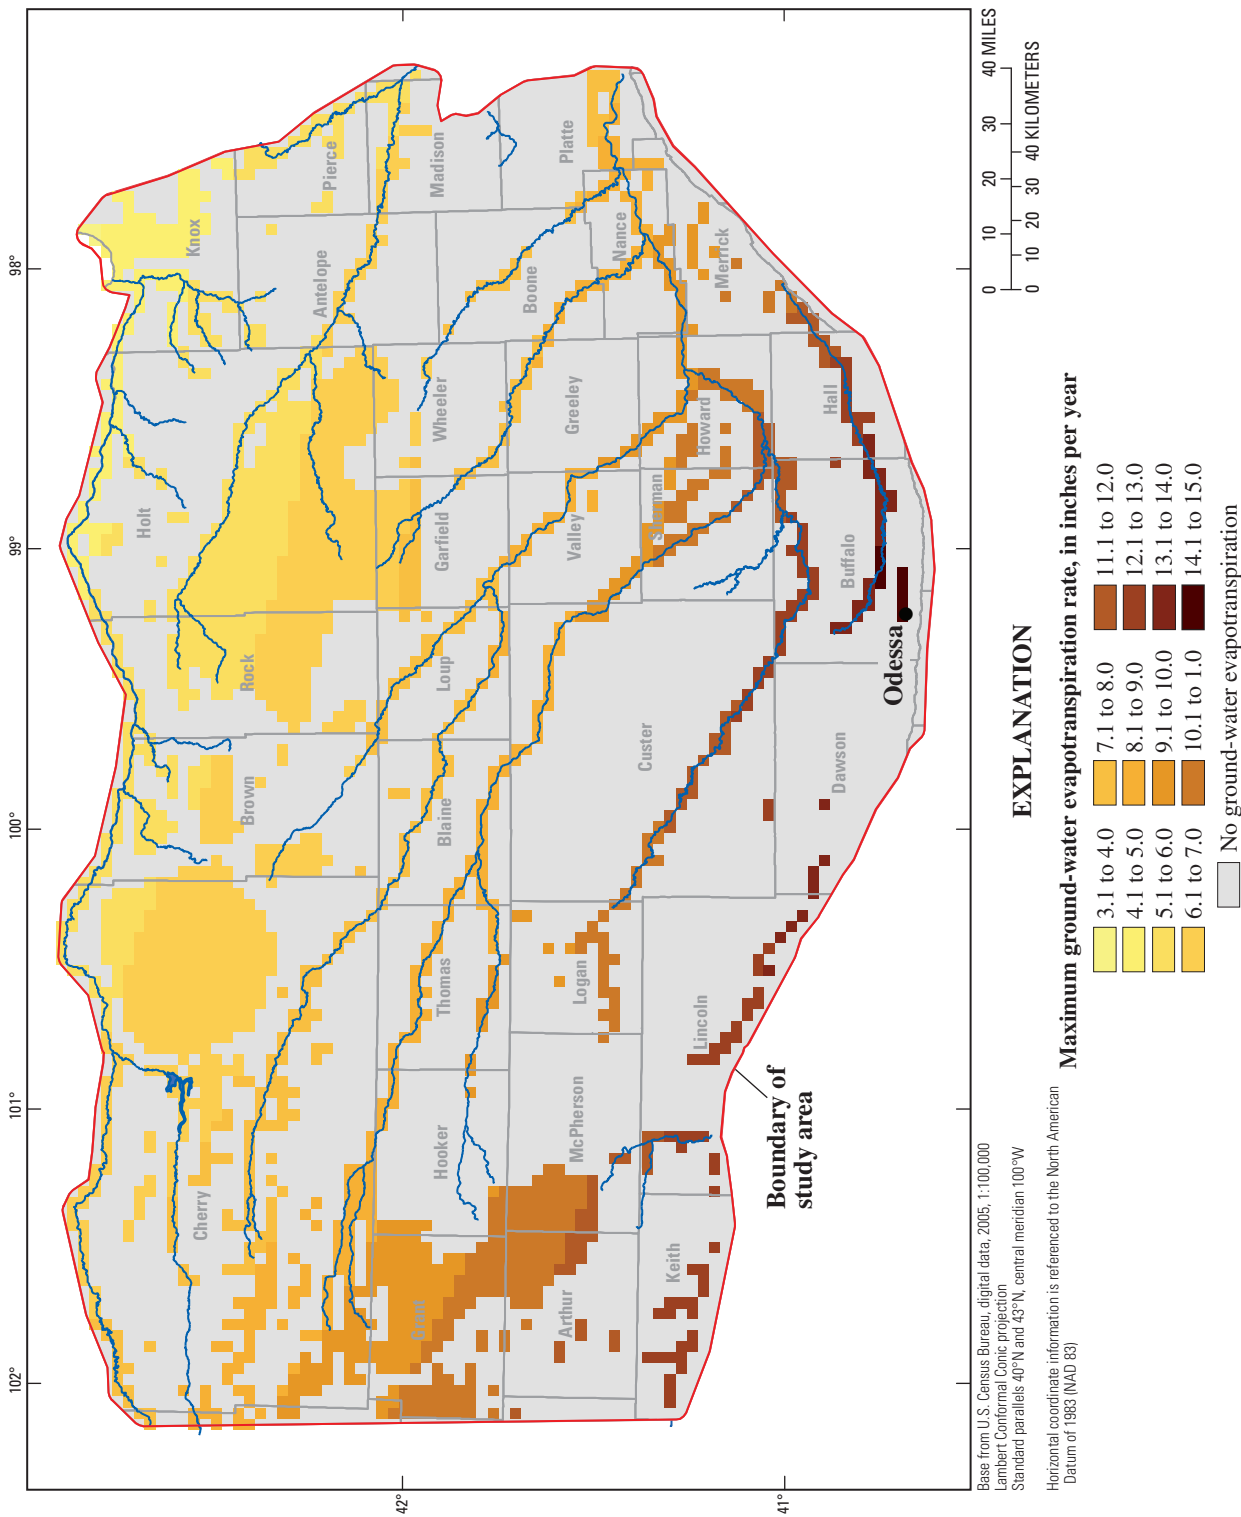 102°
101°
100°
99°
98°
42°
41°
Cherry
Brown
Rock
Holt
Knox
Antelope
Pierce
Grant
Hooker
Thomas
Blaine
Loup
Garfield
Wheeler
Boone
Madison
Arthur
McPherson
Logan
Custer
Valley
Greeley
Nance
Platte
Keith
Lincoln
Sherman
Howard
Merrick
Dawson
Buffalo
Hall
Odessa
Boundary of
study area
Base from U.S. Census Bureau, digital data, 2005, 1:100,000
Lambert Conformal Conic projection
Standard parallels 40°N and 43°N, central meridian 100°W
Horizontal coordinate information is referenced to the North American
Datum of 1983 (NAD 83)
0 10 20 30 40 MILES
0 10 20 30 40 KILOMETERS
EXPLANATION
Maximum ground-water evapotranspiration rate, in inches per year
3.1 to 4.0
4.1 to 5.0
5.1 to 6.0
6.1 to 7.0
7.1 to 8.0
8.1 to 9.0
9.1 to 10.0
10.1 to 1.0
11.1 to 12.0
12.1 to 13.0
13.1 to 14.0
14.1 to 15.0
No ground-water evapotranspiration